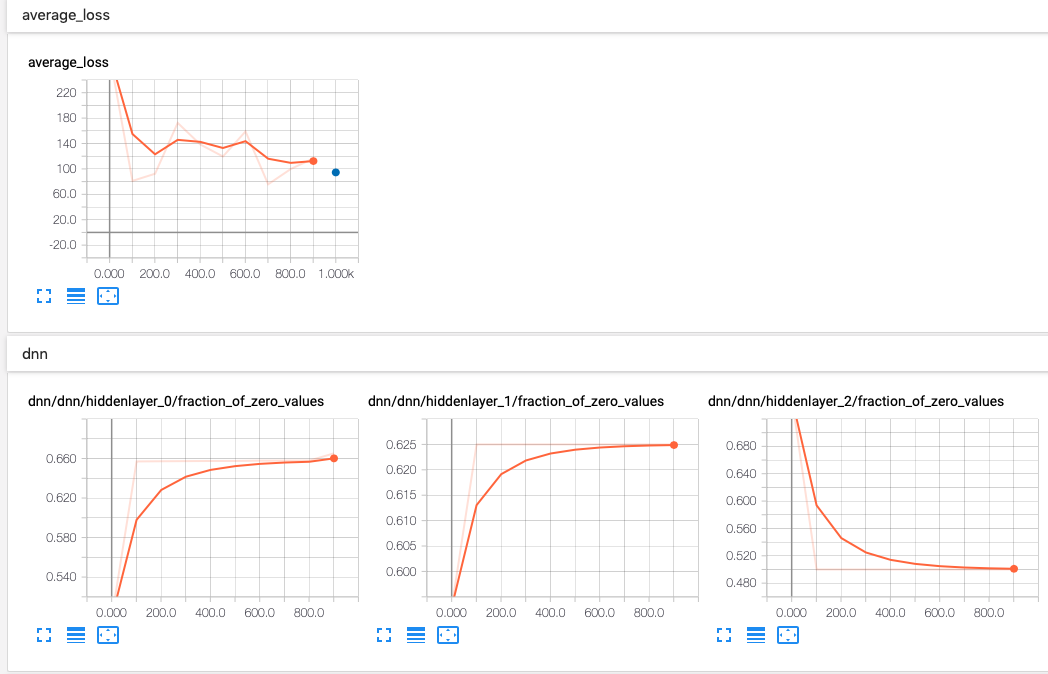 average_loss
average_loss
220
180
140
100
60.0
20.0
-20.0
0.000 200.0 400.0 600.0 800.0 1.000k
dnn
dnn/dnn/hiddenlayer_0/fraction_of_zero_values
0.660
0.620
0.580
0.540
0.000 200.0 400.0 600.0 800.0
dnn/dnn/hiddenlayer_1/fraction_of_zero_values
0.625
0.620
0.615
0.610
0.605
0.600
0.000 200.0 400.0 600.0 800.0
dnn/dnn/hiddenlayer_2/fraction_of_zero_values
0.680
0.640
0.600
0.560
0.520
0.480
0.000 200.0 400.0 600.0 800.0